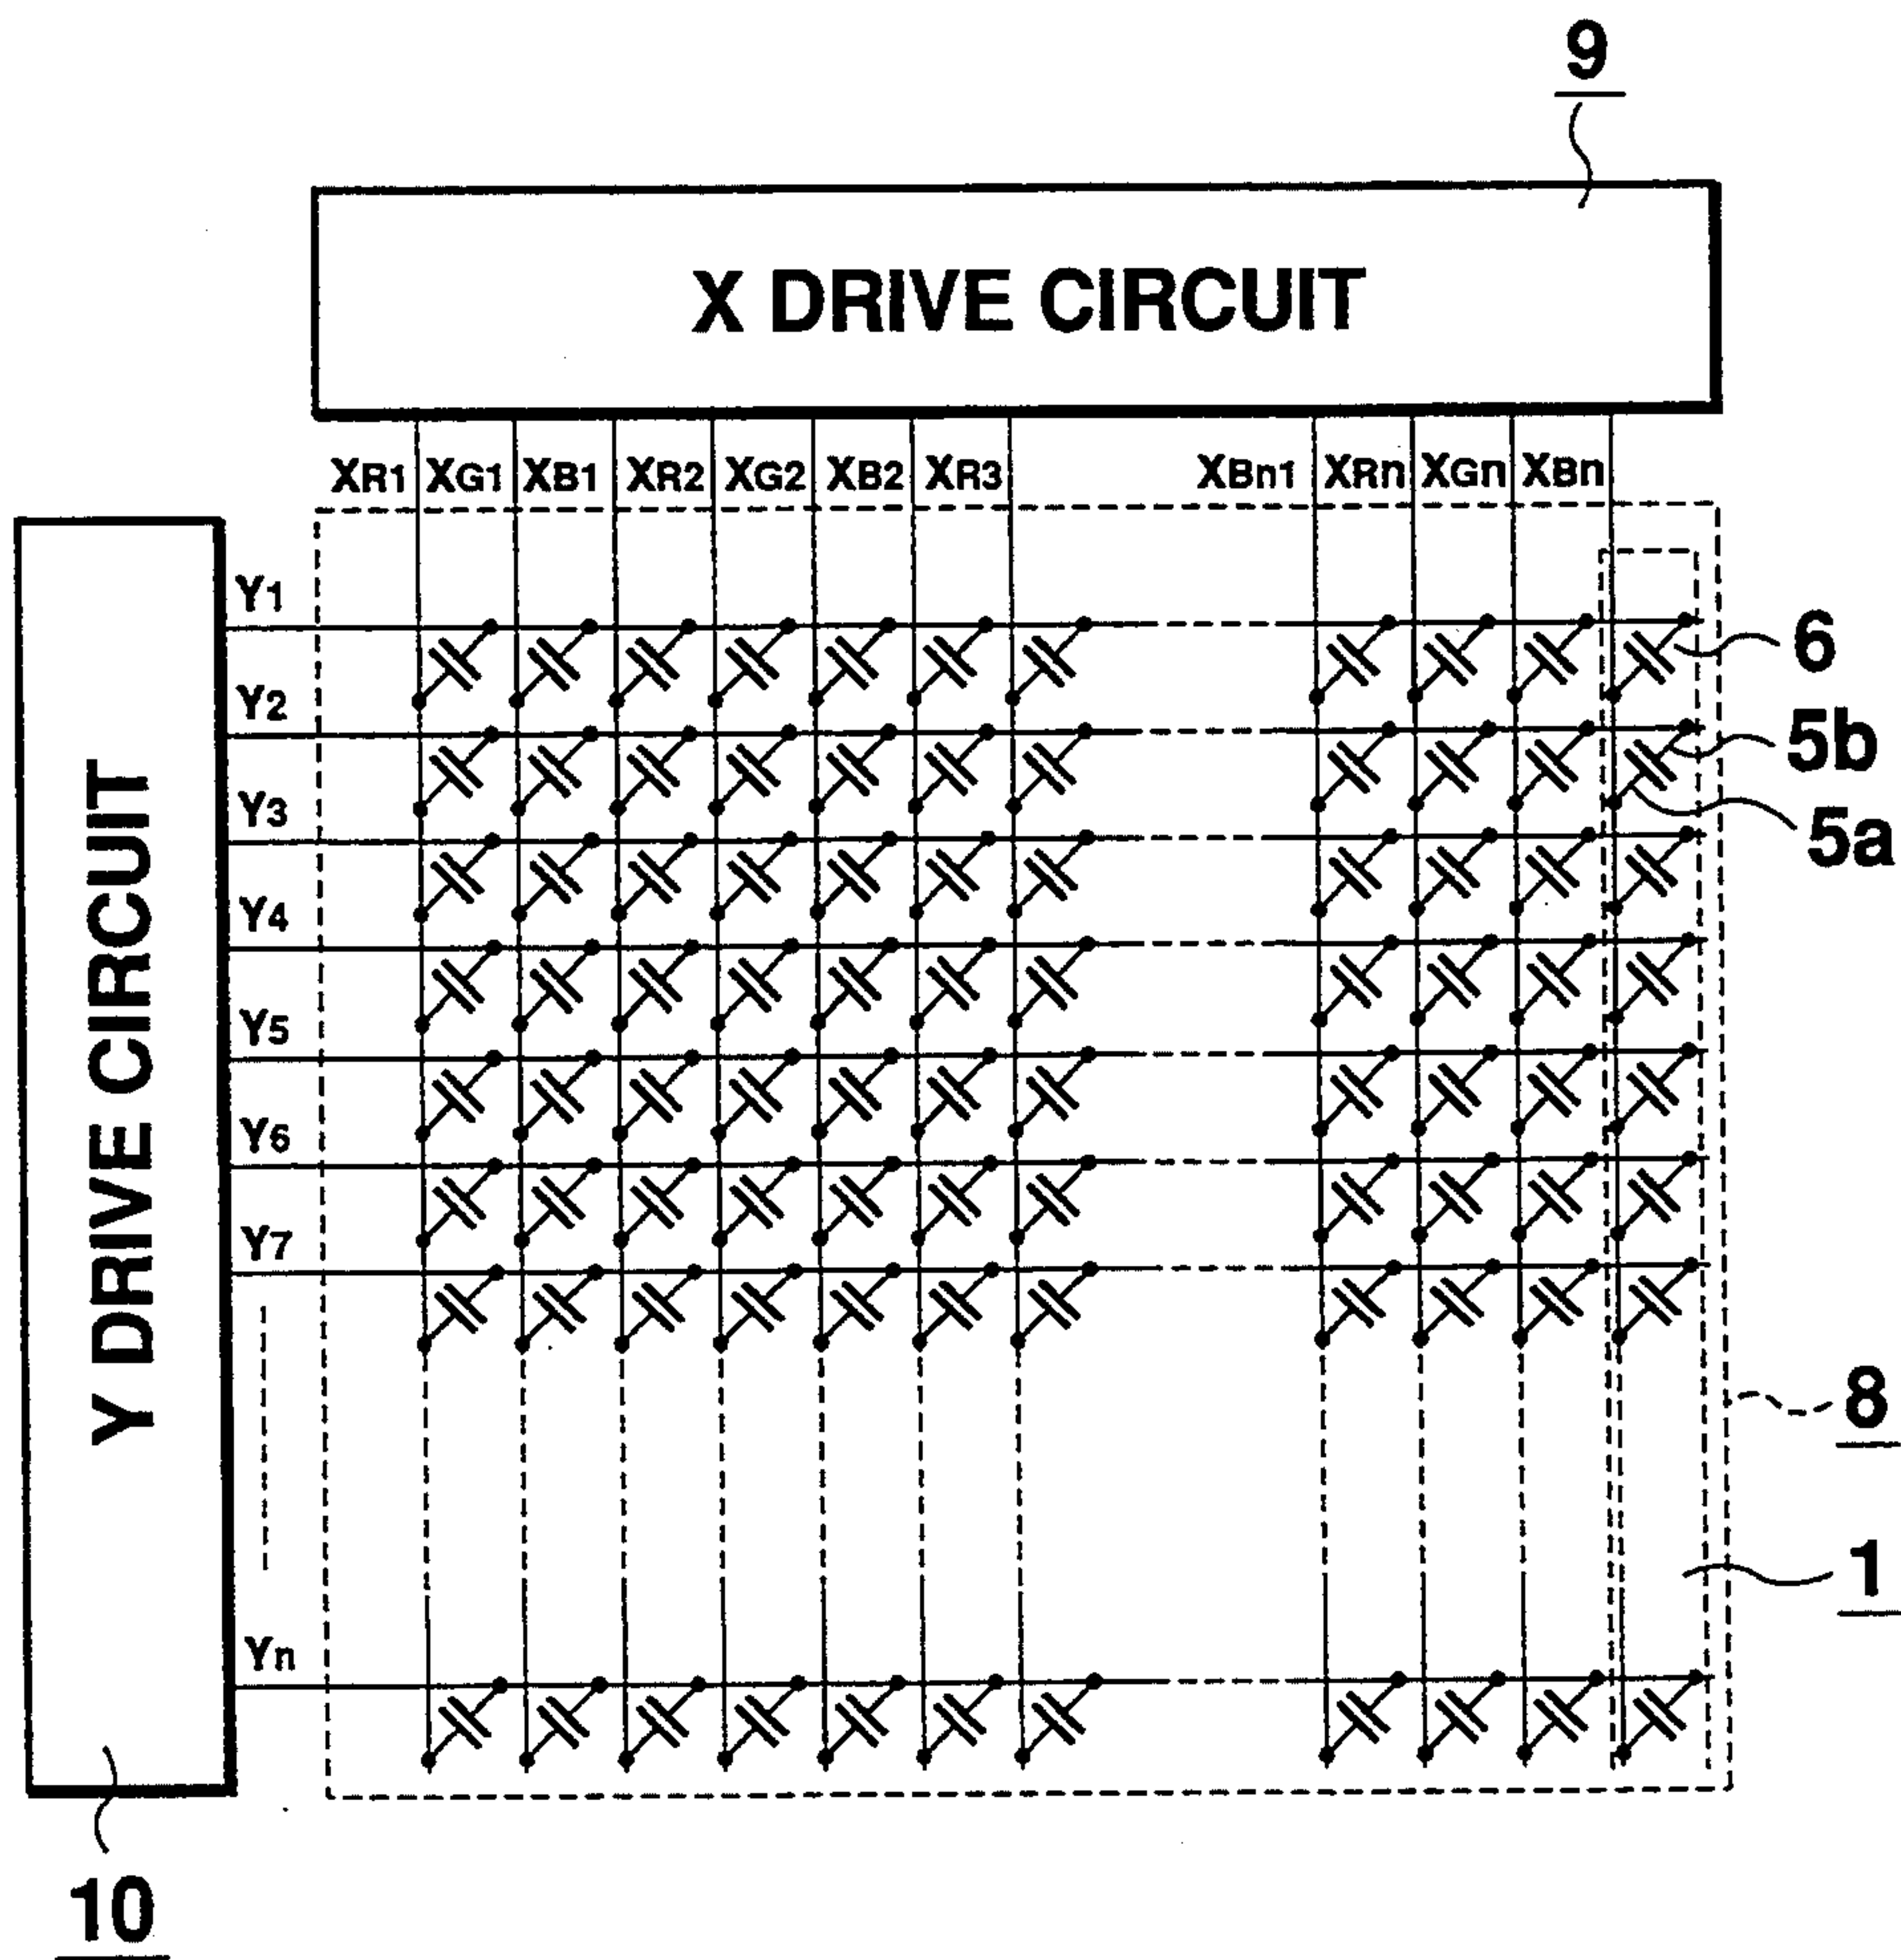 9
X DRIVE CIRCUIT
XR1 XG1 XB1 XR2 XG2 XB2 XR3 XBn1 XRn XGn XBn
Y DRIVE CIRCUIT
Y1
Y2
Y3
Y4
Y5
Y6
Y7
Yn
6
5b
5a
8
1
10